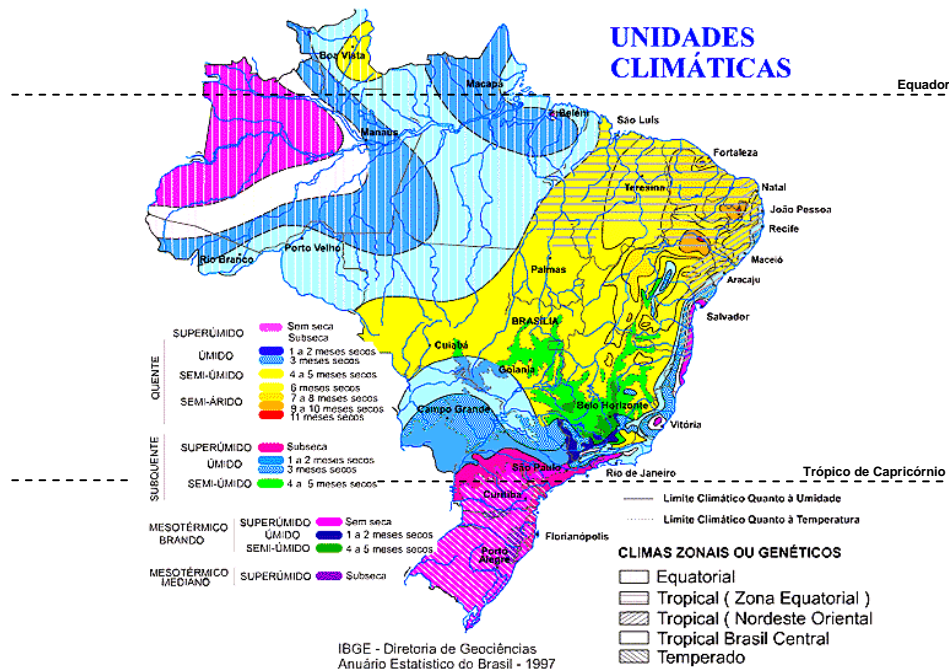 UNIDADES
CLIMÁTICAS
Boa Vista
Macapá
Equador
Belém
São Luís
Manaus
Fortaleza
Teresina
Natal
João Pessoa
Recife
Porto Velho
Rio Branco
Maceió
Palmas
Aracaju
Salvador
BRASÍLIA
Cuiabá
Goiania
Campo Grande
Belo Horizonte
Vitória
São Paulo
Rio de Janeiro
Trópico de Capricórnio
Curitiba
Florianópolis
Porto
Alegre
QUENTE
SUPERÚMIDO Sem seca
Subseca
ÚMIDO 1 a 2 meses secos
3 meses secos
SEMI-ÚMIDO 4 a 5 meses secos
6 meses secos
SEMI-ÁRIDO 7 a 8 meses secos
9 a 10 meses secos
11 meses secos
SUBQUENTE
SUPERÚMIDO Subseca
ÚMIDO 1 a 2 meses secos
3 meses secos
SEMI-ÚMIDO 4 a 5 meses secos
MESOTÉRMICO
BRANDO
SUPERÚMIDO Sem seca
ÚMIDO 1 a 2 meses secos
SEMI-ÚMIDO 4 a 5 meses secos
MESOTÉRMICO
MEDIANO
SUPERÚMIDO Subseca
Limite Climático Quanto à Umidade
Limite Climático Quanto à Temperatura
CLIMAS ZONAIS OU GENÉTICOS
Equatorial
Tropical ( Zona Equatorial )
Tropical ( Nordeste Oriental
Tropical Brasil Central
Temperado
IBGE - Diretoria de Geociências
Anuário Estatistico do Brasil - 1997